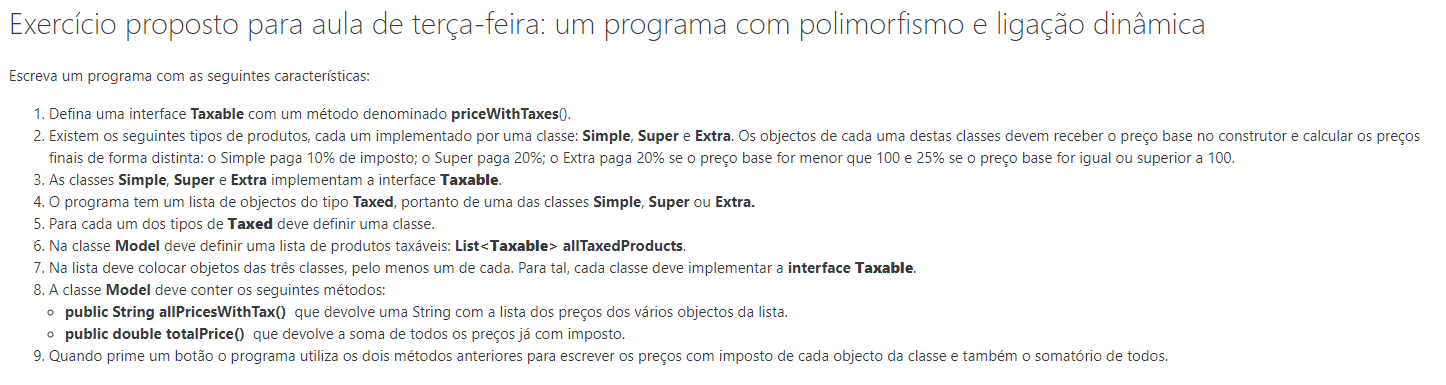 Exercício proposto para aula de terça-feira: um programa com polimorfismo e ligação dinâmica
Escreva um programa com as seguintes características:
1. Defina uma interface Taxable com um método denominado priceWithTaxes().
2. Existem os seguintes tipos de produtos, cada um implementado por uma classe: Simple, Super e Extra. Os objectos de cada uma destas classes devem receber o preço base no construtor e calcular os preços
finais de forma distinta: o Simple paga 10% de imposto; o Super paga 20%; o Extra paga 20% se o preço base for menor que 100 e 25% se o preço base for igual ou superior a 100.
3. As classes Simple, Super e Extra implementam a interface Taxable.
4. O programa tem um lista de objectos do tipo Taxed, portanto de uma das classes Simple, Super ou Extra.
5. Para cada um dos tipos de Taxed deve definir uma classe.
6. Na classe Model deve definir uma lista de produtos taxáveis: List<Taxable> allTaxedProducts.
7. Na lista deve colocar objetos das três classes, pelo menos um de cada. Para tal, cada classe deve implementar a interface Taxable.
8. A classe Model deve conter os seguintes métodos:
○ public String allPricesWithTax() que devolve uma String com a lista dos preços dos vários objectos da lista.
○ public double totalPrice() que devolve a soma de todos os preços já com imposto.
9. Quando prime um botão o programa utiliza os dois métodos anteriores para escrever os preços com imposto de cada objecto da classe e também o somatório de todos.